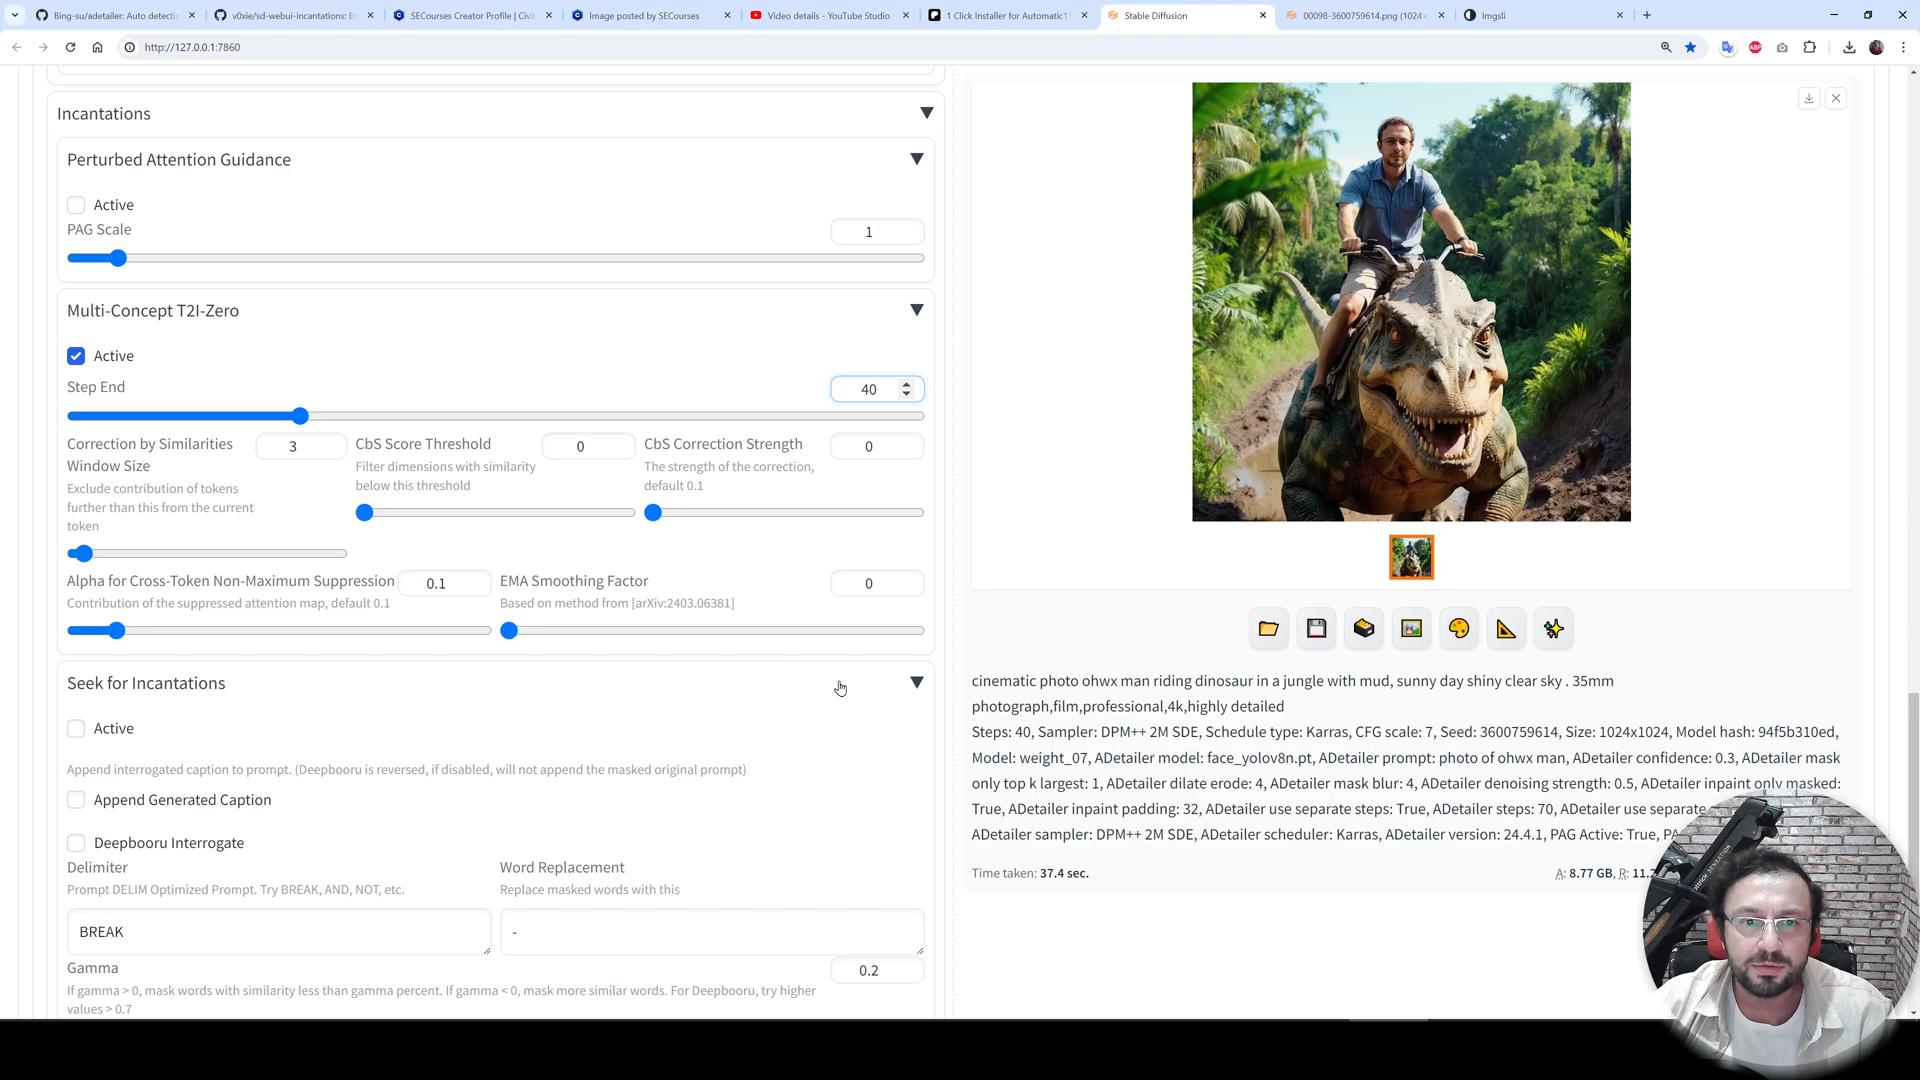 Bing-su/adetailer: Auto detecti
v0xie/sd-webui-incantations: E
SECourses Creator Profile | Civi
Image posted by SECourses
Video details - YouTube Studio
1 Click Installer for Automatic1
Stable Diffusion
00098-3600759614.png (1024×
Imgsli
http://127.0.0.1:7860
ABP
Incantations
Perturbed Attention Guidance
Active
PAG Scale
1
Multi-Concept T2I-Zero
Active
Step End
40
Correction by Similarities
Window Size
3
Exclude contribution of tokens
further than this from the current
token
CbS Score Threshold
0
Filter dimensions with similarity
below this threshold
CbS Correction Strength
0
The strength of the correction,
default 0.1
Alpha for Cross-Token Non-Maximum Suppression
0.1
Contribution of the suppressed attention map, default 0.1
EMA Smoothing Factor
0
Based on method from [arXiv:2403.06381]
Seek for Incantations
Active
Append interrogated caption to prompt. (Deepbooru is reversed, if disabled, will not append the masked original prompt)
Append Generated Caption
Deepbooru Interrogate
Delimiter
Prompt DELIM Optimized Prompt. Try BREAK, AND, NOT, etc.
BREAK
Word Replacement
Replace masked words with this
-
Gamma
0.2
If gamma > 0, mask words with similarity less than gamma percent. If gamma < 0, mask more similar words. For Deepbooru, try higher
values > 0.7
cinematic photo ohwx man riding dinosaur in a jungle with mud, sunny day shiny clear sky . 35mm
photograph,film,professional,4k,highly detailed
Steps: 40, Sampler: DPM++ 2M SDE, Schedule type: Karras, CFG scale: 7, Seed: 3600759614, Size: 1024x1024, Model hash: 94f5b310ed,
Model: weight_07, ADetailer model: face_yolov8n.pt, ADetailer prompt: photo of ohwx man, ADetailer confidence: 0.3, ADetailer mask
only top k largest: 1, ADetailer dilate erode: 4, ADetailer mask blur: 4, ADetailer denoising strength: 0.5, ADetailer inpaint only masked:
True, ADetailer inpaint padding: 32, ADetailer use separate steps: True, ADetailer steps: 70, ADetailer use separate
ADetailer sampler: DPM++ 2M SDE, ADetailer scheduler: Karras, ADetailer version: 24.4.1, PAG Active: True, PA
Time taken: 37.4 sec.
A: 8.77 GB, R: 11.2